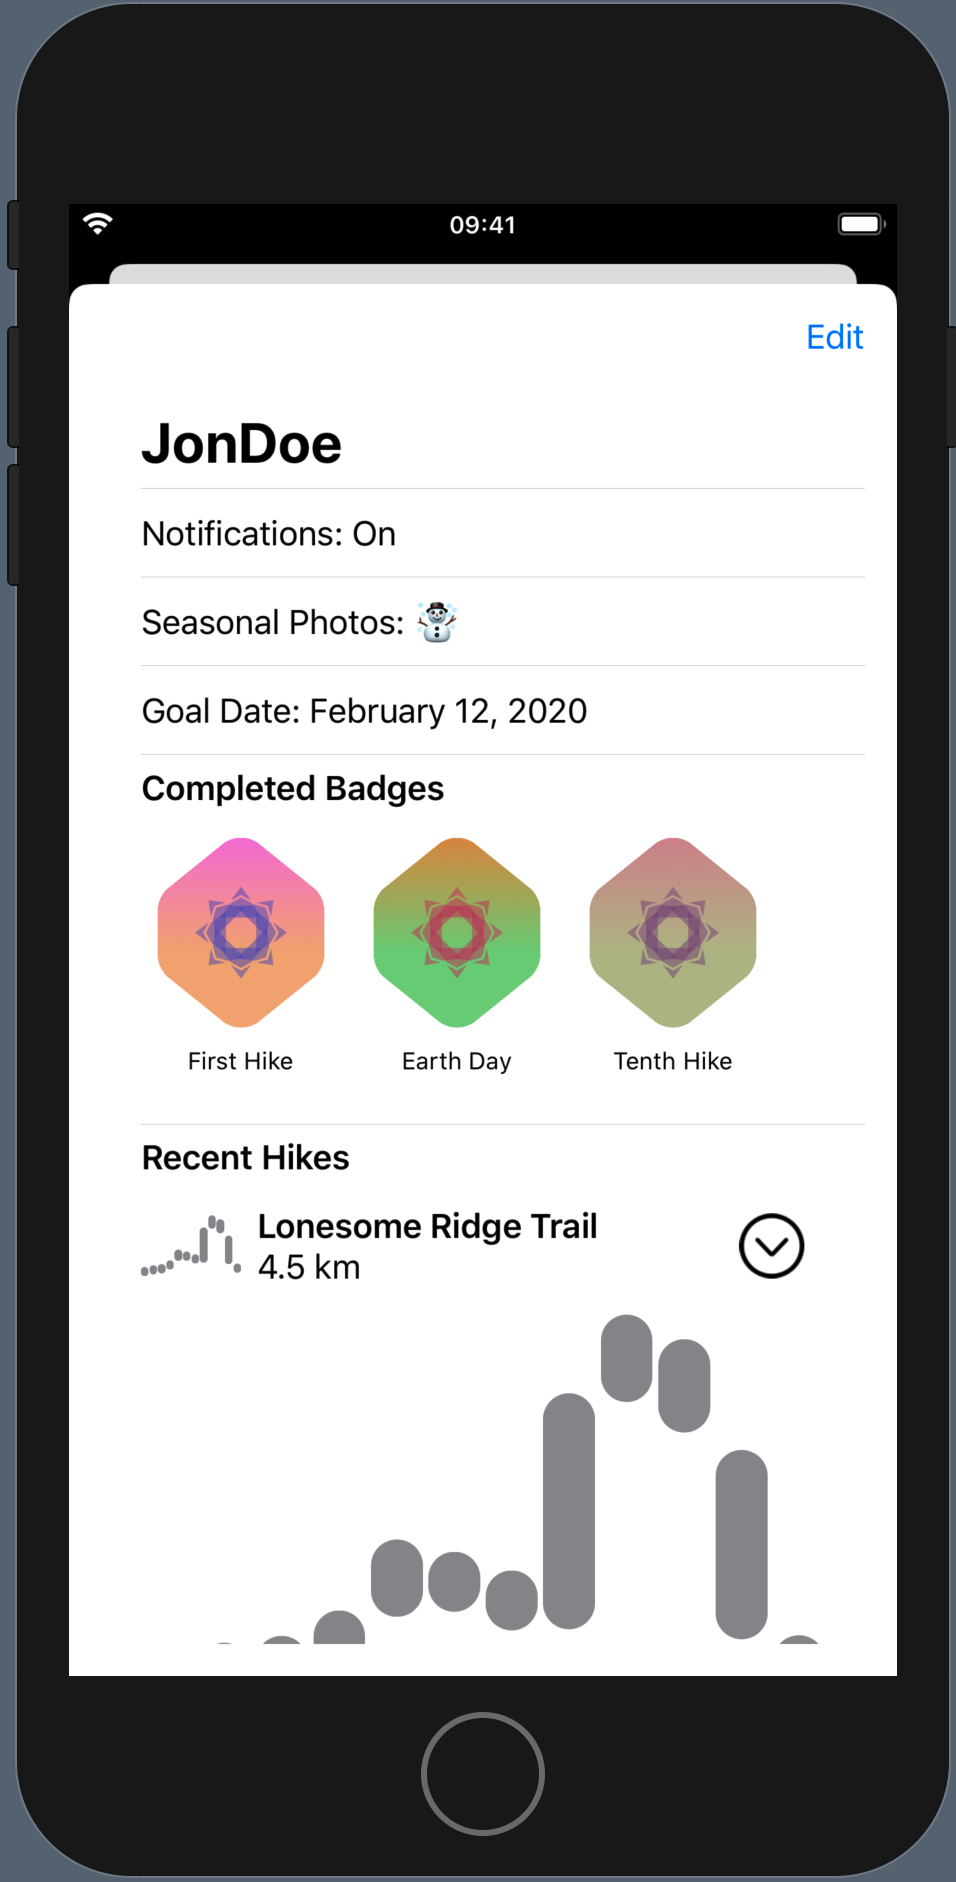 09:41
Edit
JonDoe
Notifications: On
Seasonal Photos: ☃️
Goal Date: February 12, 2020
Completed Badges
First Hike
Earth Day
Tenth Hike
Recent Hikes
Lonesome Ridge Trail
4.5 km